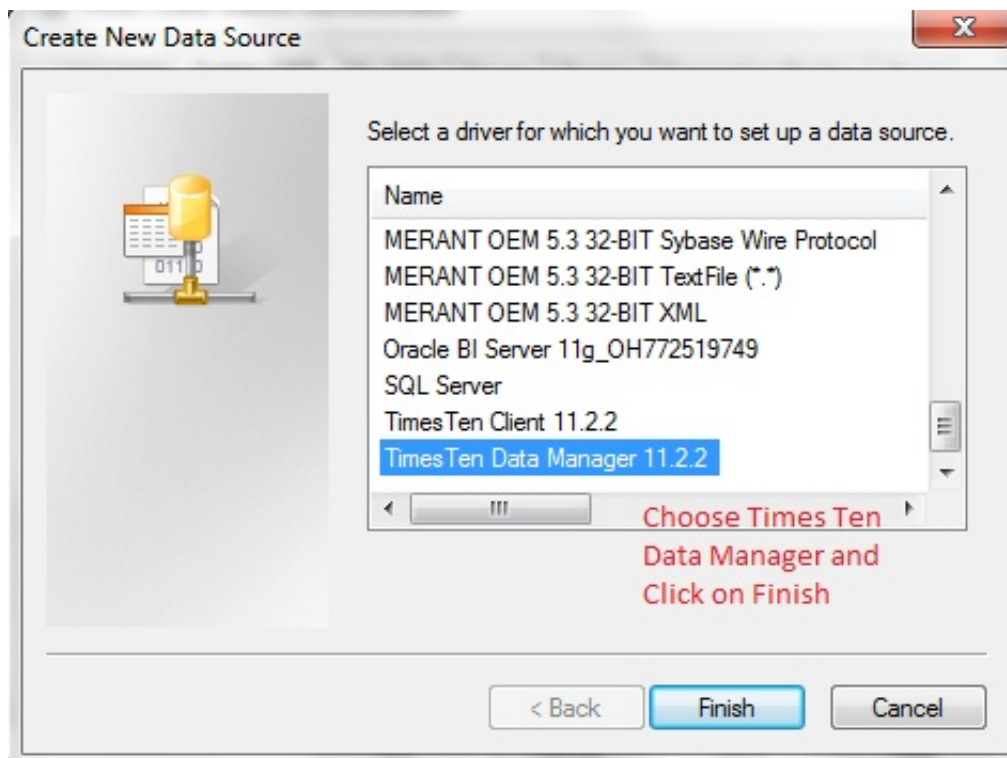 Create New Data Source
Select a driver for which you want to set up a data source.
Name
MERANT OEM 5.3 32-BIT Sybase Wire Protocol
MERANT OEM 5.3 32-BIT TextFile (*.*)
MERANT OEM 5.3 32-BIT XML
Oracle BI Server 11g_OH772519749
SQL Server
TimesTen Client 11.2.2
TimesTen Data Manager 11.2.2
Choose Times Ten
Data Manager and
Click on Finish
< Back
Finish
Cancel